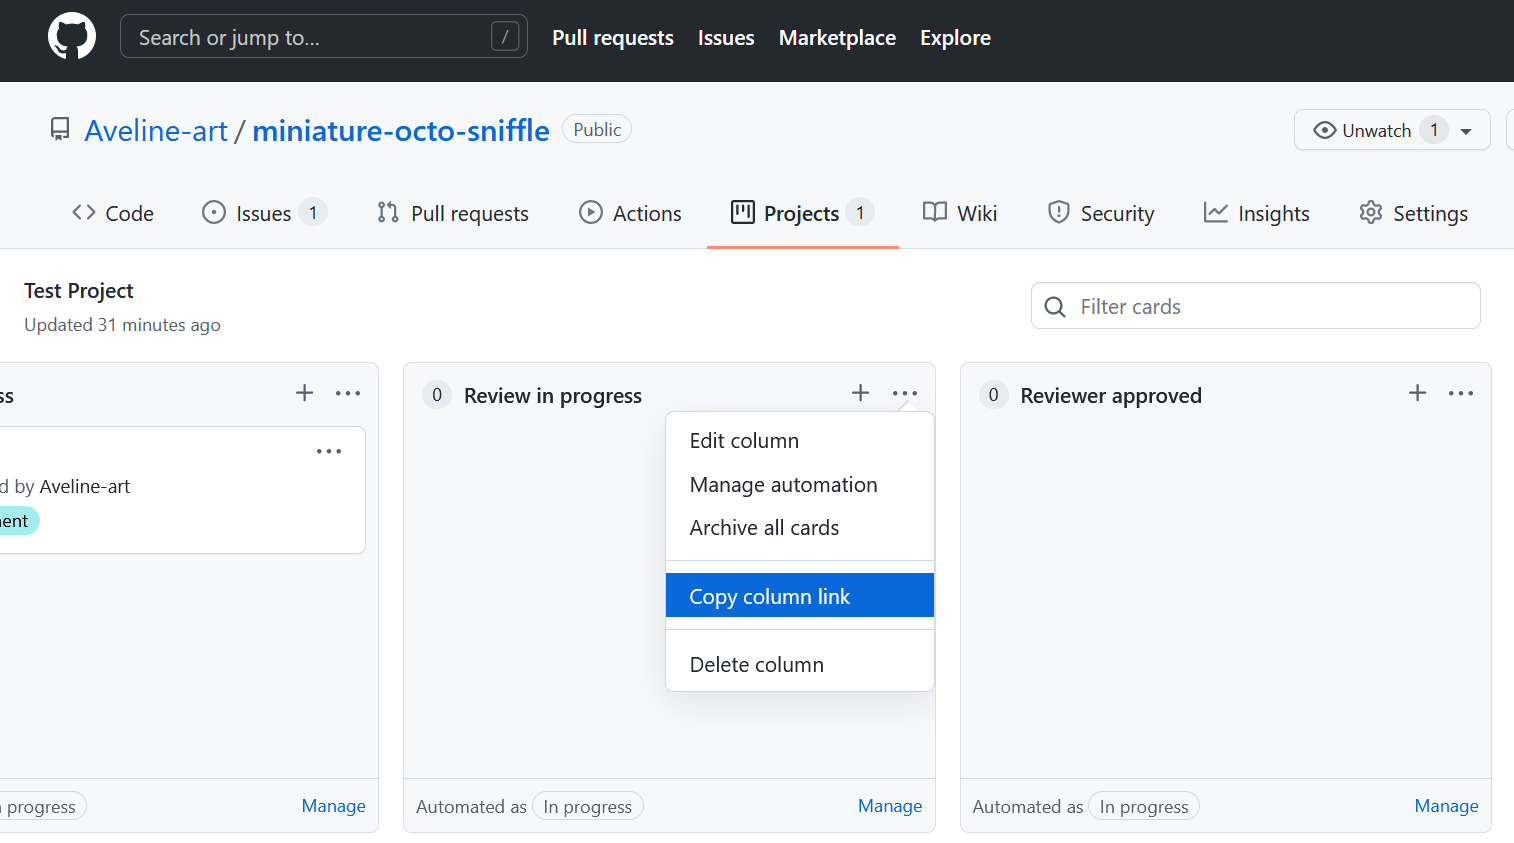 Search or jump to... /
Pull requests Issues Marketplace Explore
Aveline-art / miniature-octo-sniffle Public
Unwatch 1
Code Issues 1 Pull requests Actions Projects 1 Wiki Security Insights Settings
Test Project
Updated 31 minutes ago
Filter cards
ss
d by Aveline-art
nent
progress
Manage
0 Review in progress
Edit column
Manage automation
Archive all cards
Copy column link
Delete column
Automated as In progress Manage
0 Reviewer approved
Automated as In progress Manage